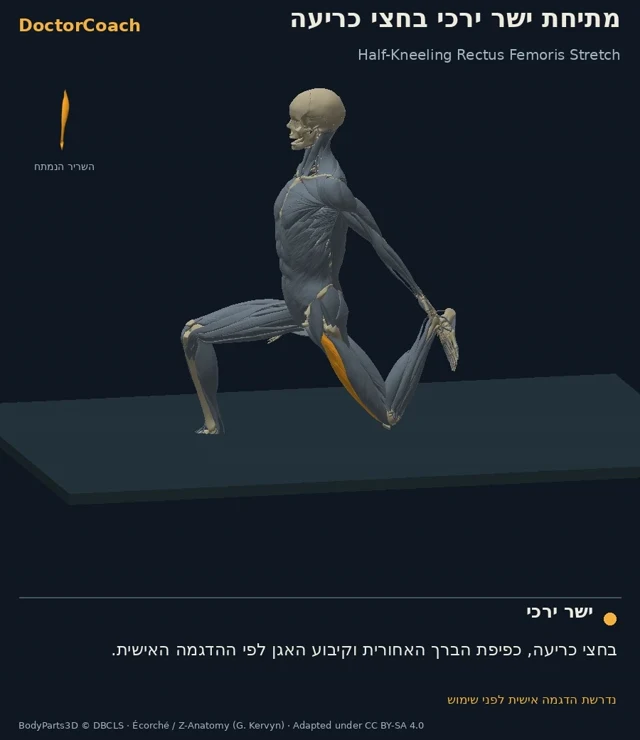 DoctorCoach
מתיחת ישר ירכי בחצי כריעה
Half-Kneeling Rectus Femoris Stretch
השריר הנמתח
ישר ירכי
בחצי כריעה, כפיפת הברך האחורית וקיבוע האגן לפי ההדגמה האישית.
נדרשת הדגמה אישית לפני שימוש
BodyParts3D © DBCLS · Écorché / Z-Anatomy (G. Kervyn) · Adapted under CC BY-SA 4.0